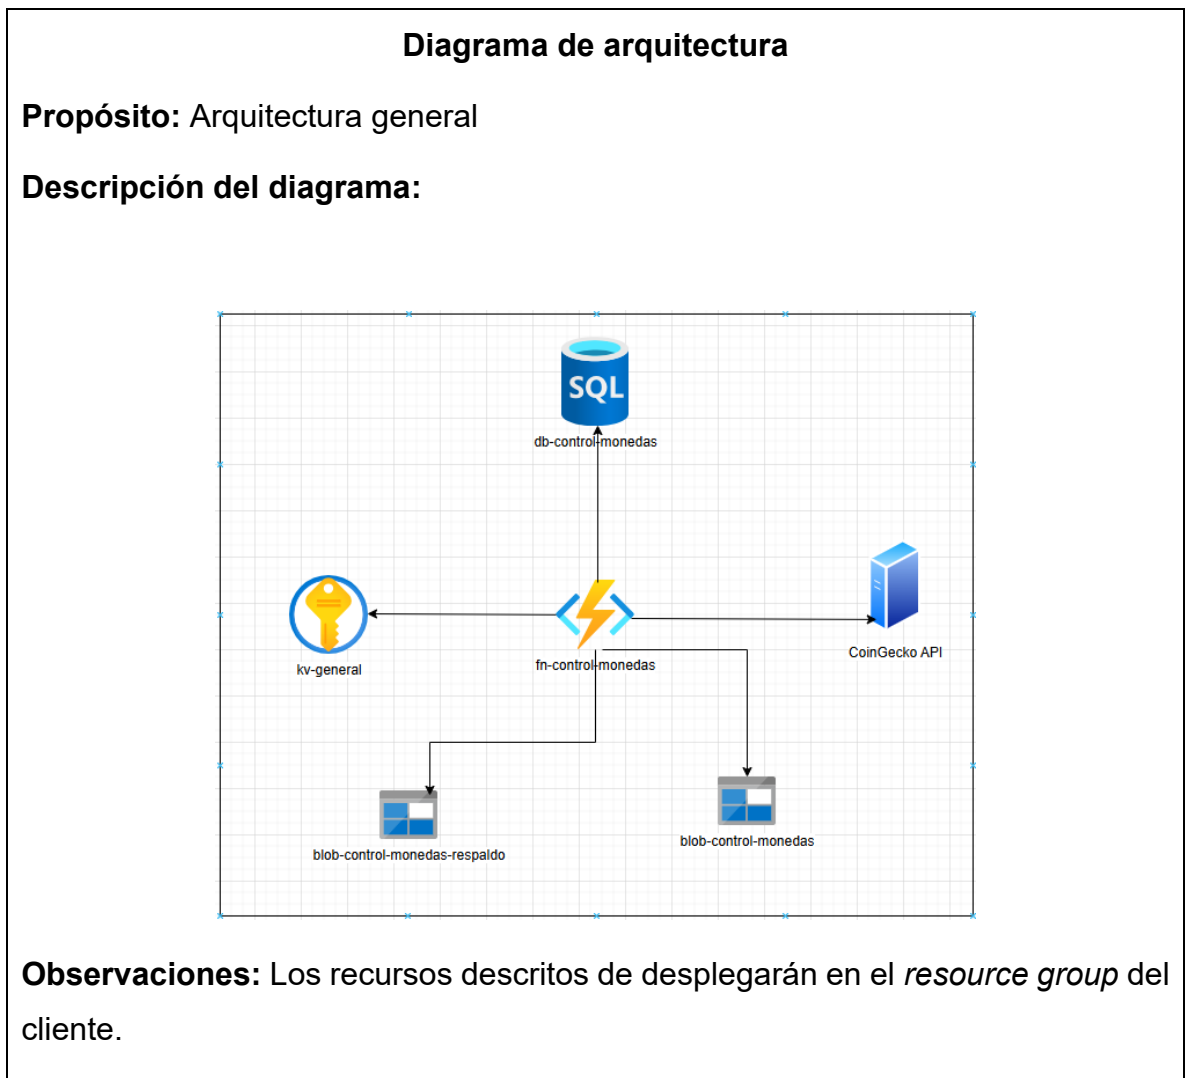 Diagrama de arquitectura
Propósito: Arquitectura general
Descripción del diagrama:
SQL
db-control-monedas
kv-general
fn-control-monedas
CoinGecko API
blob-control-monedas-respaldo
blob-control-monedas
Observaciones: Los recursos descritos de desplegarán en el resource group del
cliente.